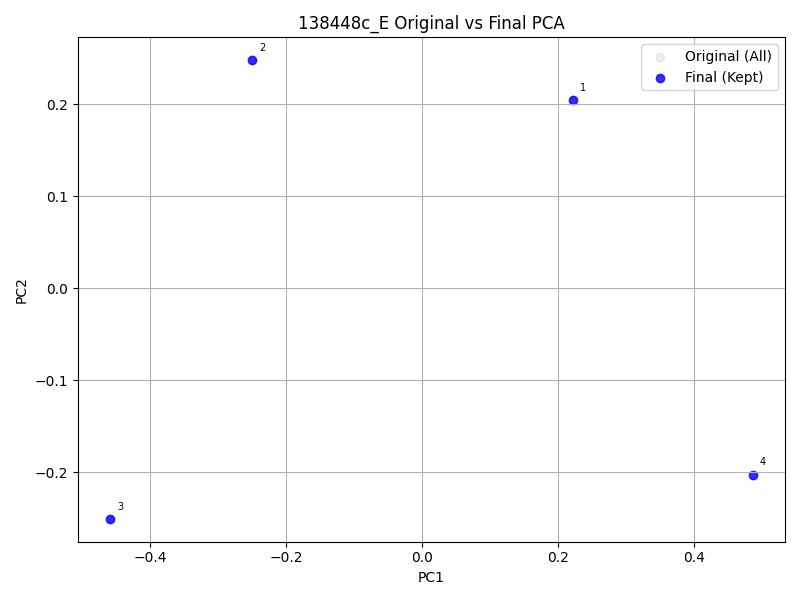 138448c_E Original vs Final PCA
Original (All)
Final (Kept)
2
1
4
3
0.2
0.1
0.0
−0.1
−0.2
PC2
−0.4
−0.2
0.0
0.2
0.4
PC1